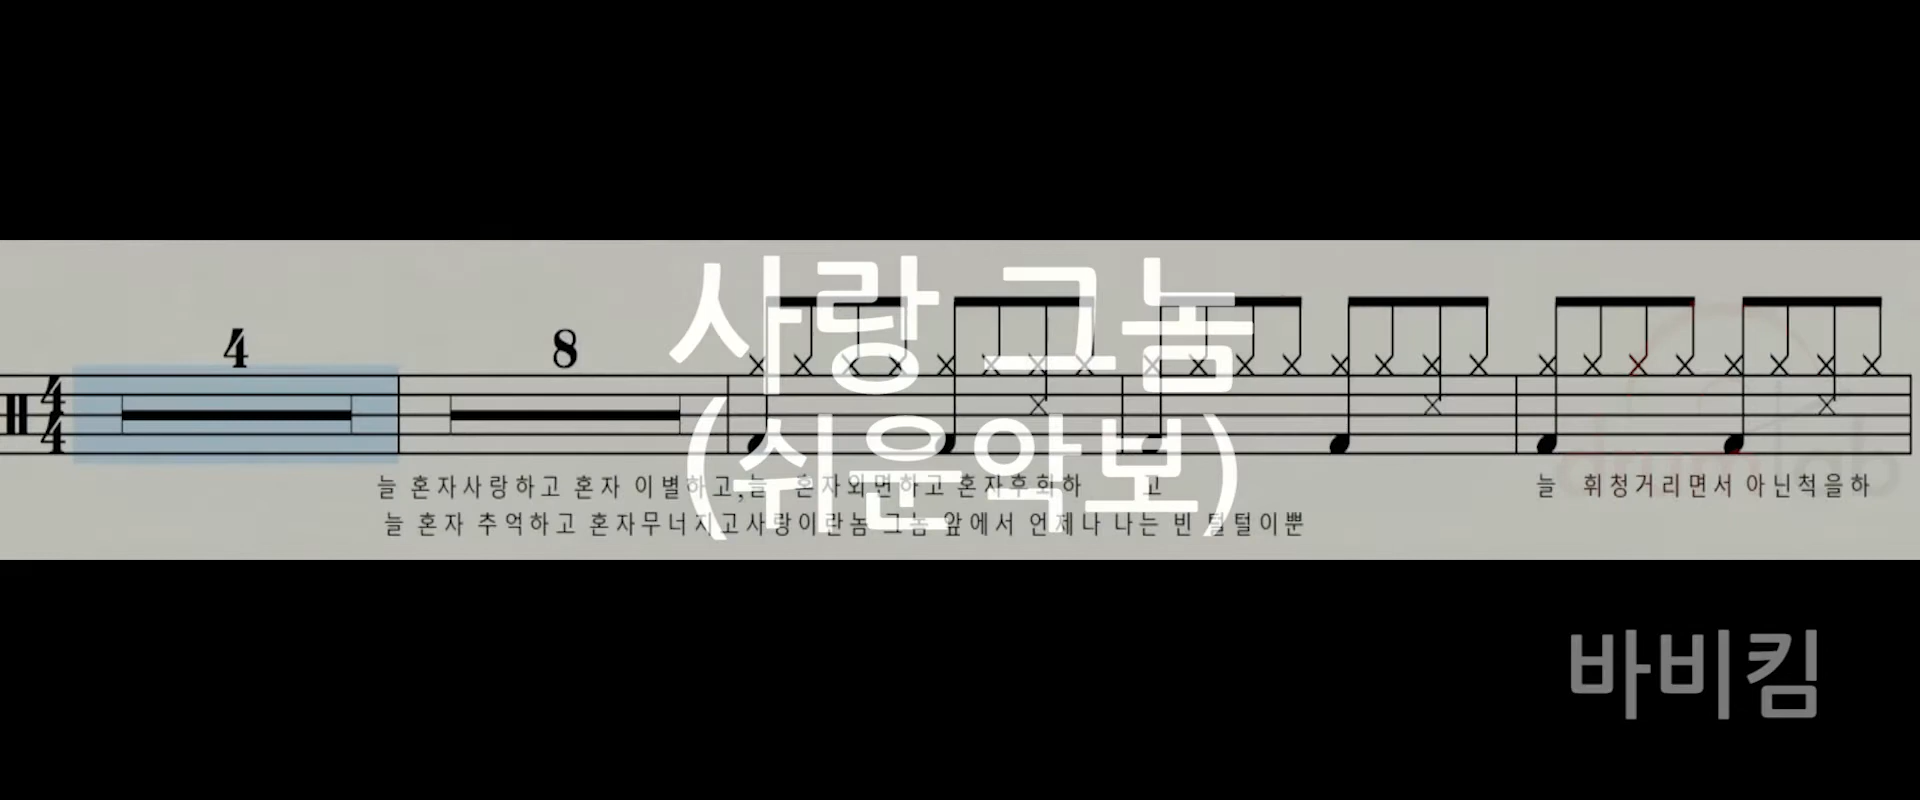 사랑 그놈
(쉬운악보)
4 8
4
4
늘 혼자사랑하고 혼자 이별하고,늘 혼자외면하고 혼자후회하 고 늘 휘청거리면서 아닌척을하
늘 혼자 추억하고 혼자무너지고사랑이란놈 그놈 앞에서 언제나 나는 빈 털털이뿐
drumlab
바비킴